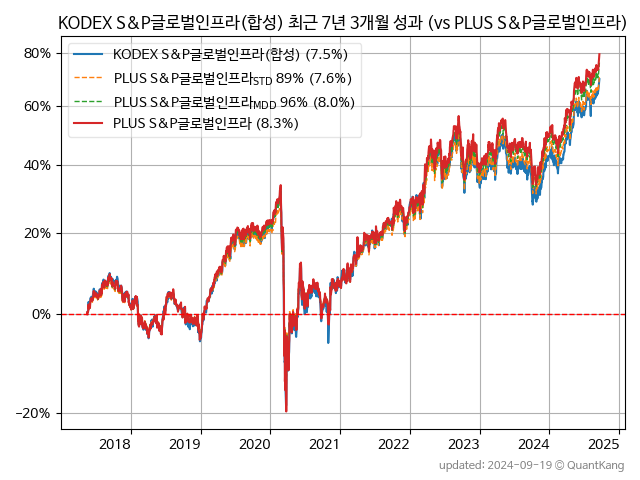 KODEX S&P글로벌인프라(합성) 최근 7년 3개월 성과 (vs PLUS S&P글로벌인프라)
KODEX S&P글로벌인프라(합성) (7.5%)
PLUS S&P글로벌인프라STD 89% (7.6%)
PLUS S&P글로벌인프라MDD 96% (8.0%)
PLUS S&P글로벌인프라 (8.3%)
80%
60%
40%
20%
0%
−20%
2018 2019 2020 2021 2022 2023 2024 2025
updated: 2024-09-19 © QuantKang